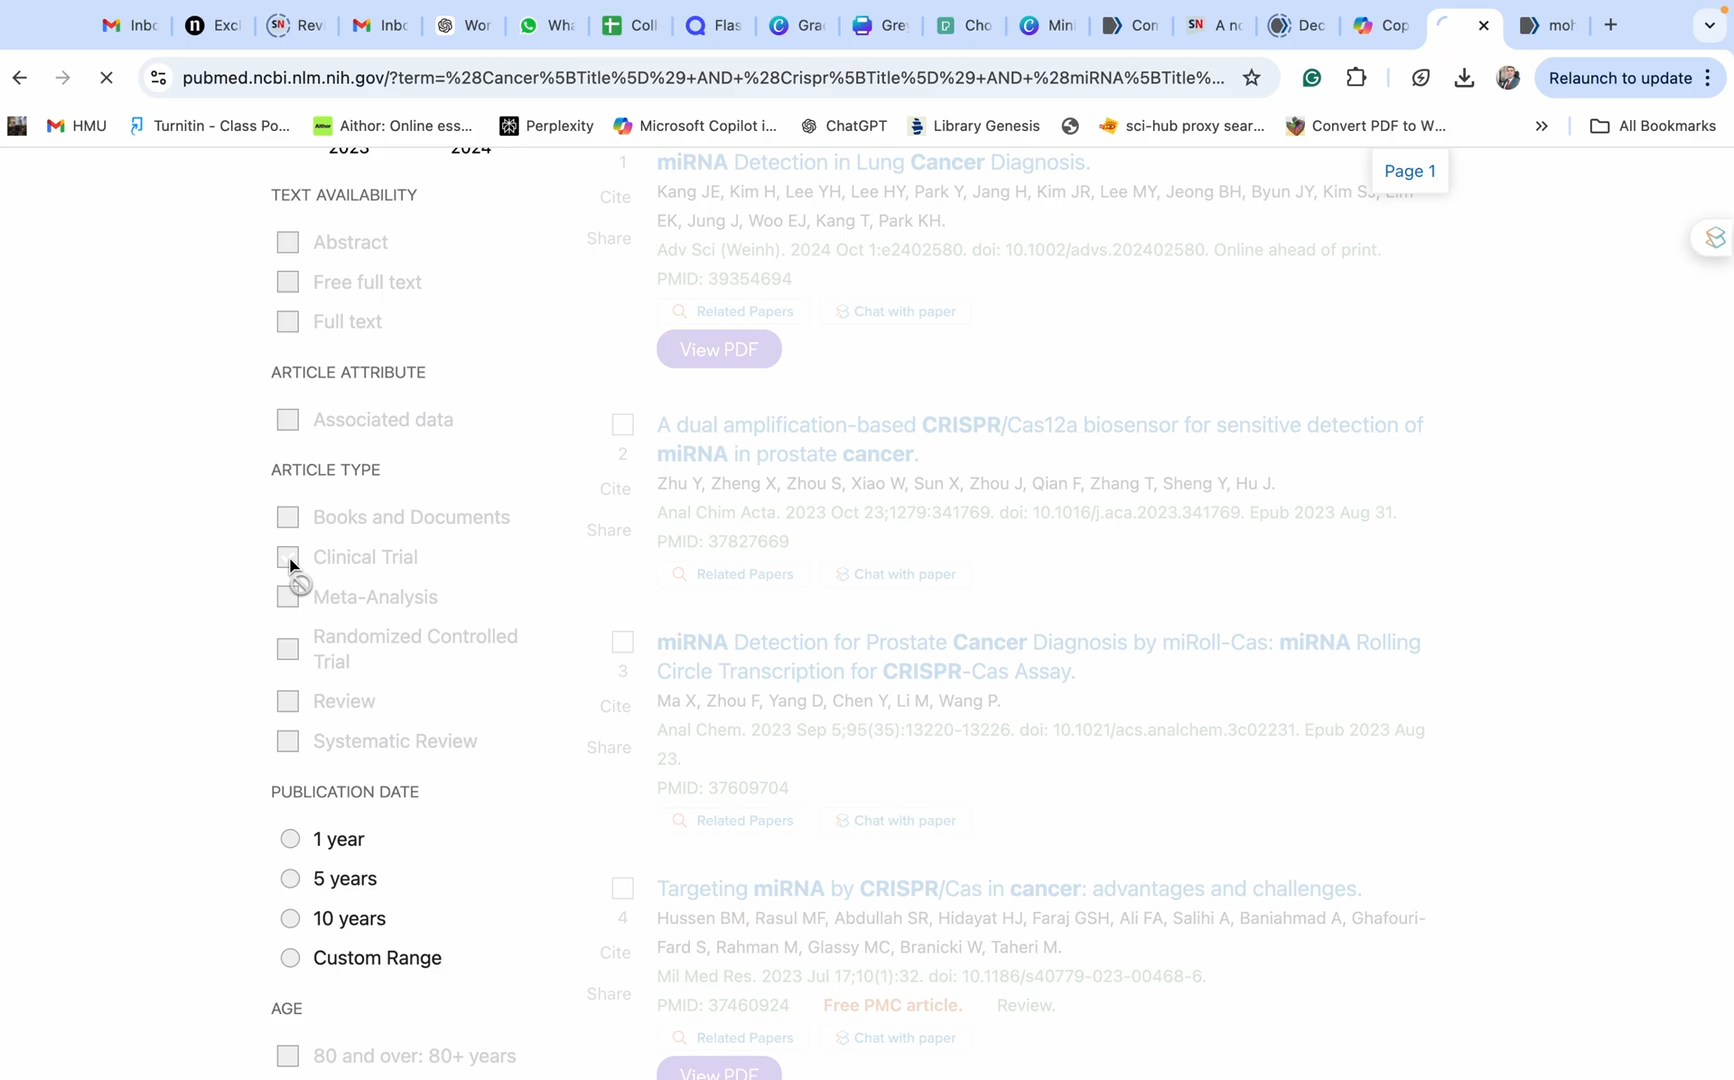 Inbc
Excl
Rev
Inbc
Wor
Wha
Coll
Flas
Grac
Grey
Cho
Mini
Con
A no
Dec
Cop
moh
pubmed.ncbi.nlm.nih.gov/?term=%28Cancer%5BTitle%5D%29+AND+%28Crispr%5BTitle%5D%29+AND+%28miRNA%5BTitle%...
Relaunch to update
HMU
Turnitin - Class Po...
Aithor: Online ess...
Perplexity
Microsoft Copilot i...
ChatGPT
Library Genesis
sci-hub proxy sear...
Convert PDF to W...
All Bookmarks
2023 2024
TEXT AVAILABILITY
Abstract
Free full text
Full text
ARTICLE ATTRIBUTE
Associated data
ARTICLE TYPE
Books and Documents
Clinical Trial
Meta-Analysis
Randomized Controlled
Trial
Review
Systematic Review
PUBLICATION DATE
1 year
5 years
10 years
Custom Range
AGE
80 and over: 80+ years
Page 1
1
Cite
Share
miRNA Detection in Lung Cancer Diagnosis.
Kang JE, Kim H, Lee YH, Lee HY, Park Y, Jang H, Kim JR, Lee MY, Jeong BH, Byun JY, Kim SJ, Lim
EK, Jung J, Woo EJ, Kang T, Park KH.
Adv Sci (Weinh). 2024 Oct 1:e2402580. doi: 10.1002/advs.202402580. Online ahead of print.
PMID: 39354694
Related Papers Chat with paper
View PDF
2
Cite
Share
A dual amplification-based CRISPR/Cas12a biosensor for sensitive detection of
miRNA in prostate cancer.
Zhu Y, Zheng X, Zhou S, Xiao W, Sun X, Zhou J, Qian F, Zhang T, Sheng Y, Hu J.
Anal Chim Acta. 2023 Oct 23;1279:341769. doi: 10.1016/j.aca.2023.341769. Epub 2023 Aug 31.
PMID: 37827669
Related Papers Chat with paper
3
Cite
Share
miRNA Detection for Prostate Cancer Diagnosis by miRoll-Cas: miRNA Rolling
Circle Transcription for CRISPR-Cas Assay.
Ma X, Zhou F, Yang D, Chen Y, Li M, Wang P.
Anal Chem. 2023 Sep 5;95(35):13220-13226. doi: 10.1021/acs.analchem.3c02231. Epub 2023 Aug
23.
PMID: 37609704
Related Papers Chat with paper
4
Cite
Share
Targeting miRNA by CRISPR/Cas in cancer: advantages and challenges.
Hussen BM, Rasul MF, Abdullah SR, Hidayat HJ, Faraj GSH, Ali FA, Salihi A, Baniahmad A, Ghafouri-
Fard S, Rahman M, Glassy MC, Branicki W, Taheri M.
Mil Med Res. 2023 Jul 17;10(1):32. doi: 10.1186/s40779-023-00468-6.
PMID: 37460924 Free PMC article. Review.
Related Papers Chat with paper
View PDF